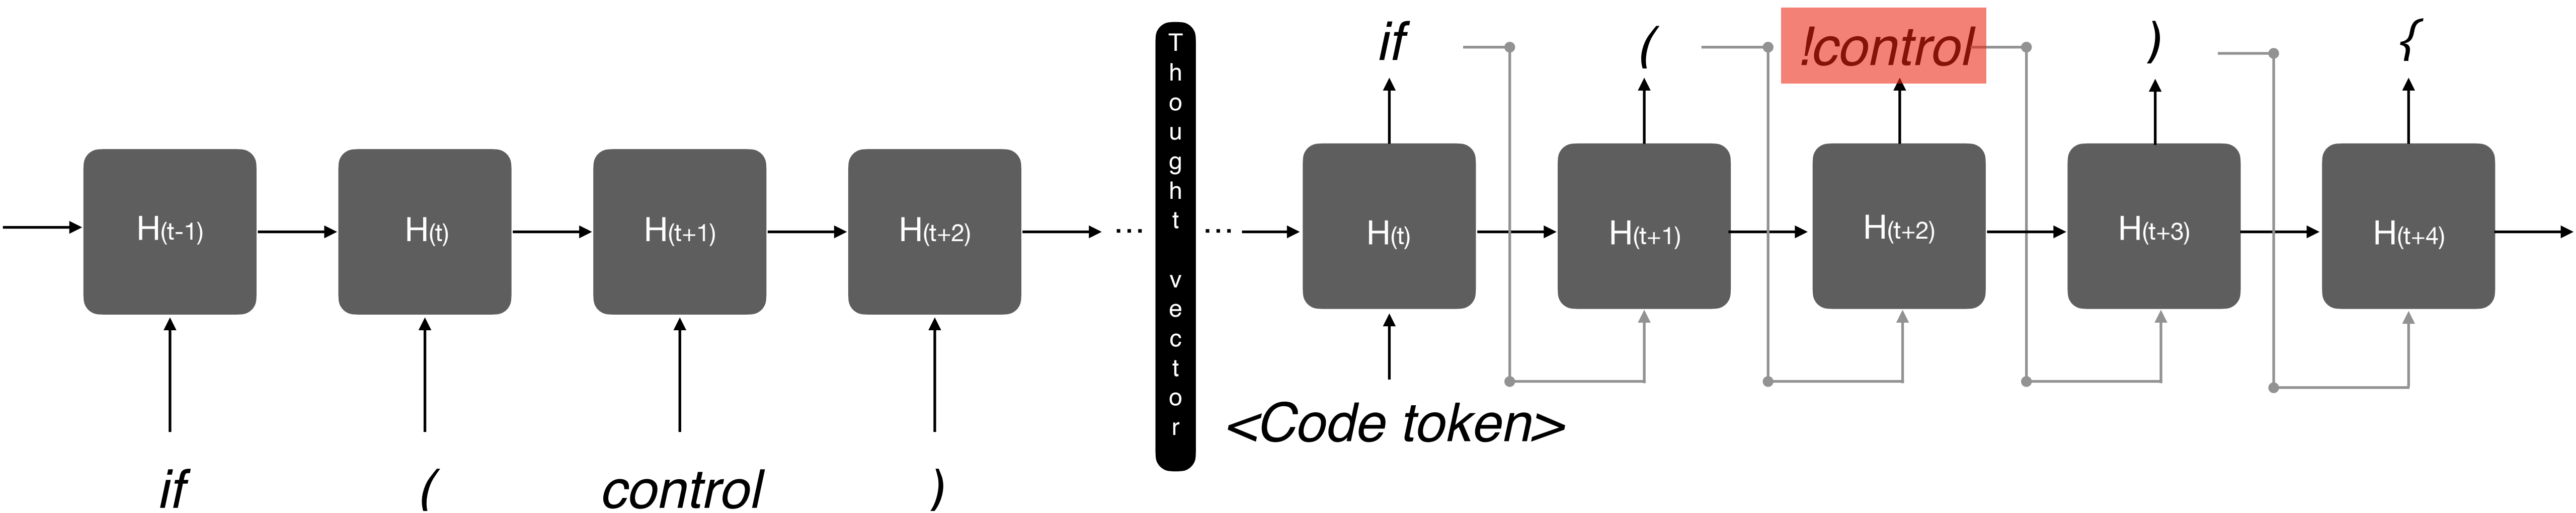 if ( !control ) {
H(t-1) H(t) H(t+1) H(t+2) ... Thought vector ... H(t) H(t+1) H(t+2) H(t+3) H(t+4)
<Code token>
if ( control )